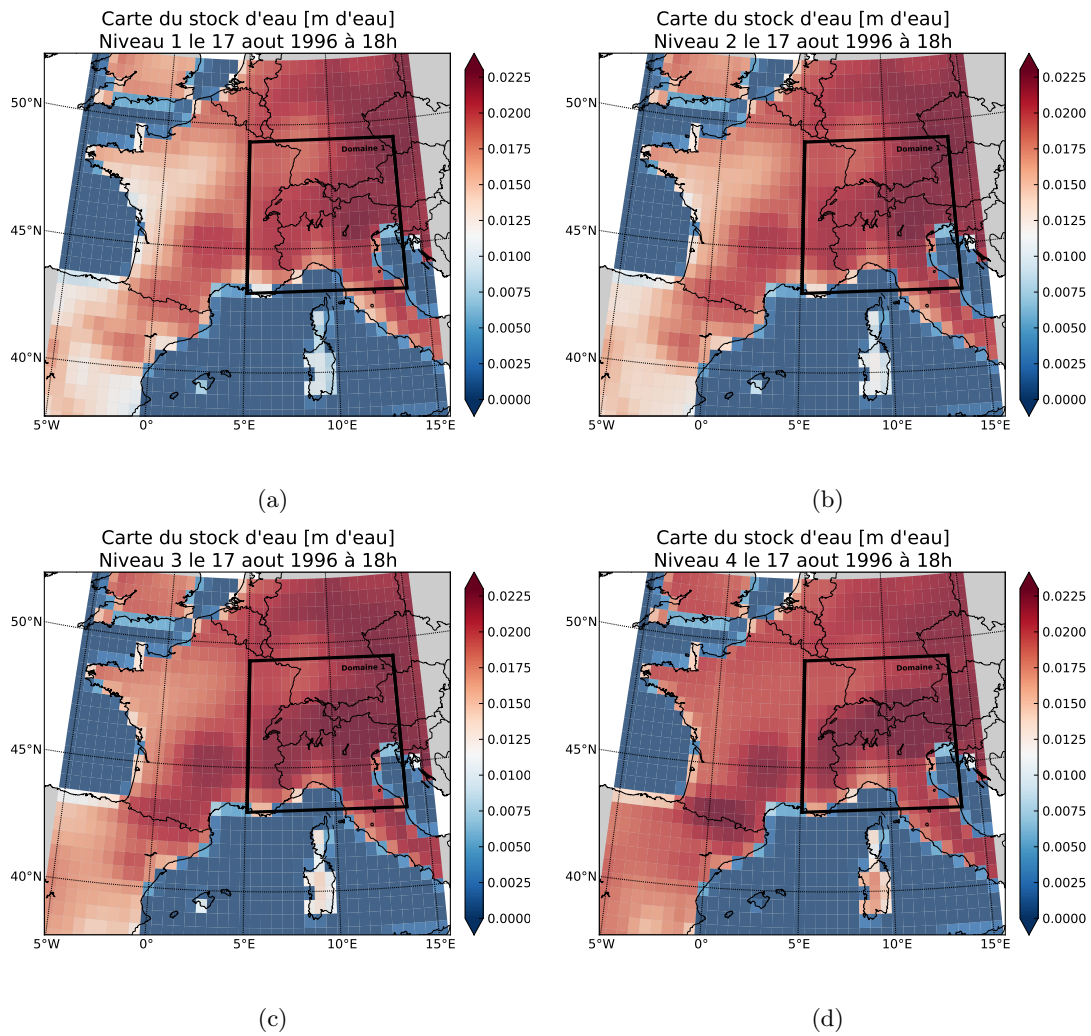 Carte du stock d'eau [m d'eau]
Niveau 1 le 17 aout 1996 à 18h
50°N
45°N
40°N
5°W
0°
5°E
10°E
15°E
Domaine 1
0.0225
0.0200
0.0175
0.0150
0.0125
0.0100
0.0075
0.0050
0.0025
0.0000
(a)
Carte du stock d'eau [m d'eau]
Niveau 2 le 17 aout 1996 à 18h
50°N
45°N
40°N
5°W
0°
5°E
10°E
15°E
Domaine 1
0.0225
0.0200
0.0175
0.0150
0.0125
0.0100
0.0075
0.0050
0.0025
0.0000
(b)
Carte du stock d'eau [m d'eau]
Niveau 3 le 17 aout 1996 à 18h
50°N
45°N
40°N
5°W
0°
5°E
10°E
15°E
Domaine 1
0.0225
0.0200
0.0175
0.0150
0.0125
0.0100
0.0075
0.0050
0.0025
0.0000
(c)
Carte du stock d'eau [m d'eau]
Niveau 4 le 17 aout 1996 à 18h
50°N
45°N
40°N
5°W
0°
5°E
10°E
15°E
Domaine 1
0.0225
0.0200
0.0175
0.0150
0.0125
0.0100
0.0075
0.0050
0.0025
0.0000
(d)